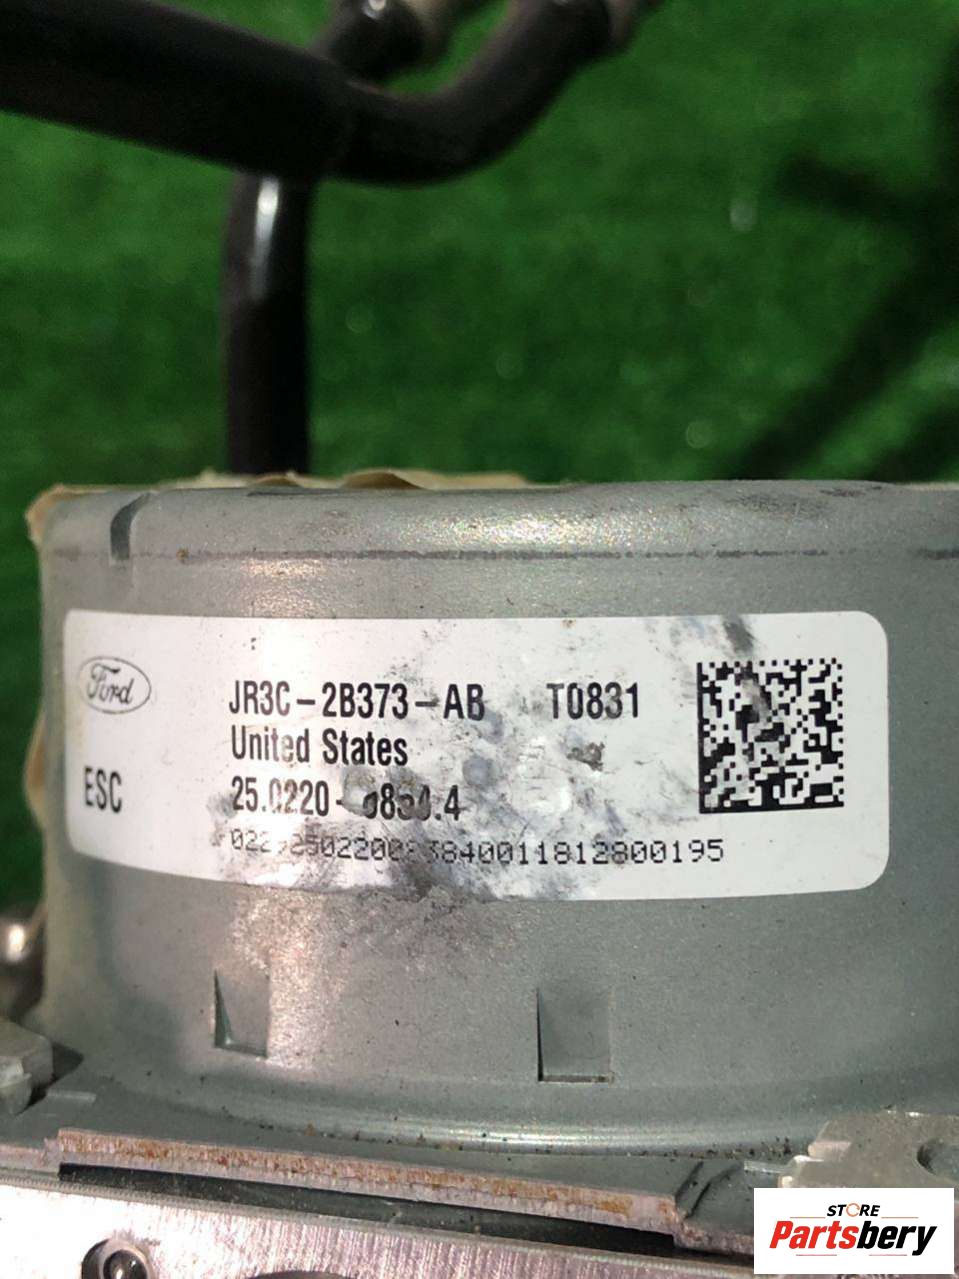 Ford
JR3C-2B373-AB T0831
United States
ESC
STORE
Partsbery